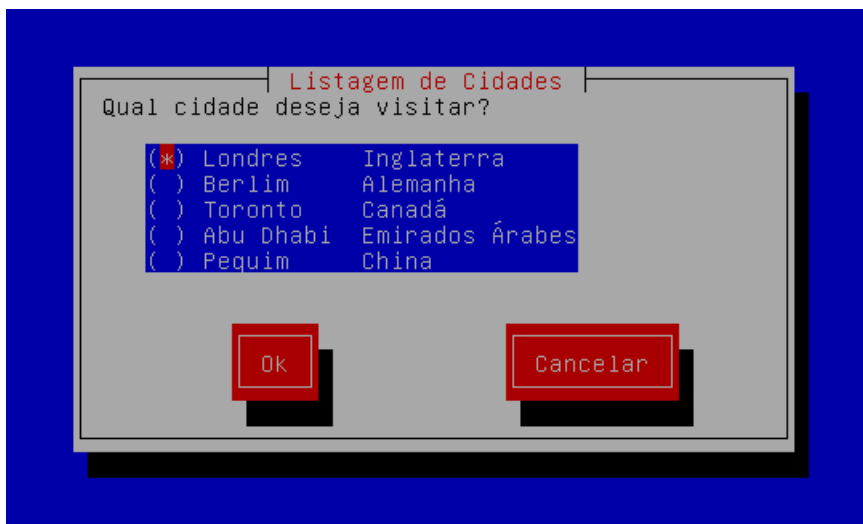 Listagem de Cidades
Qual cidade deseja visitar?
(*) Londres Inglaterra
( ) Berlim Alemanha
( ) Toronto Canadá
( ) Abu Dhabi Emirados Árabes
( ) Pequim China
Ok Cancelar